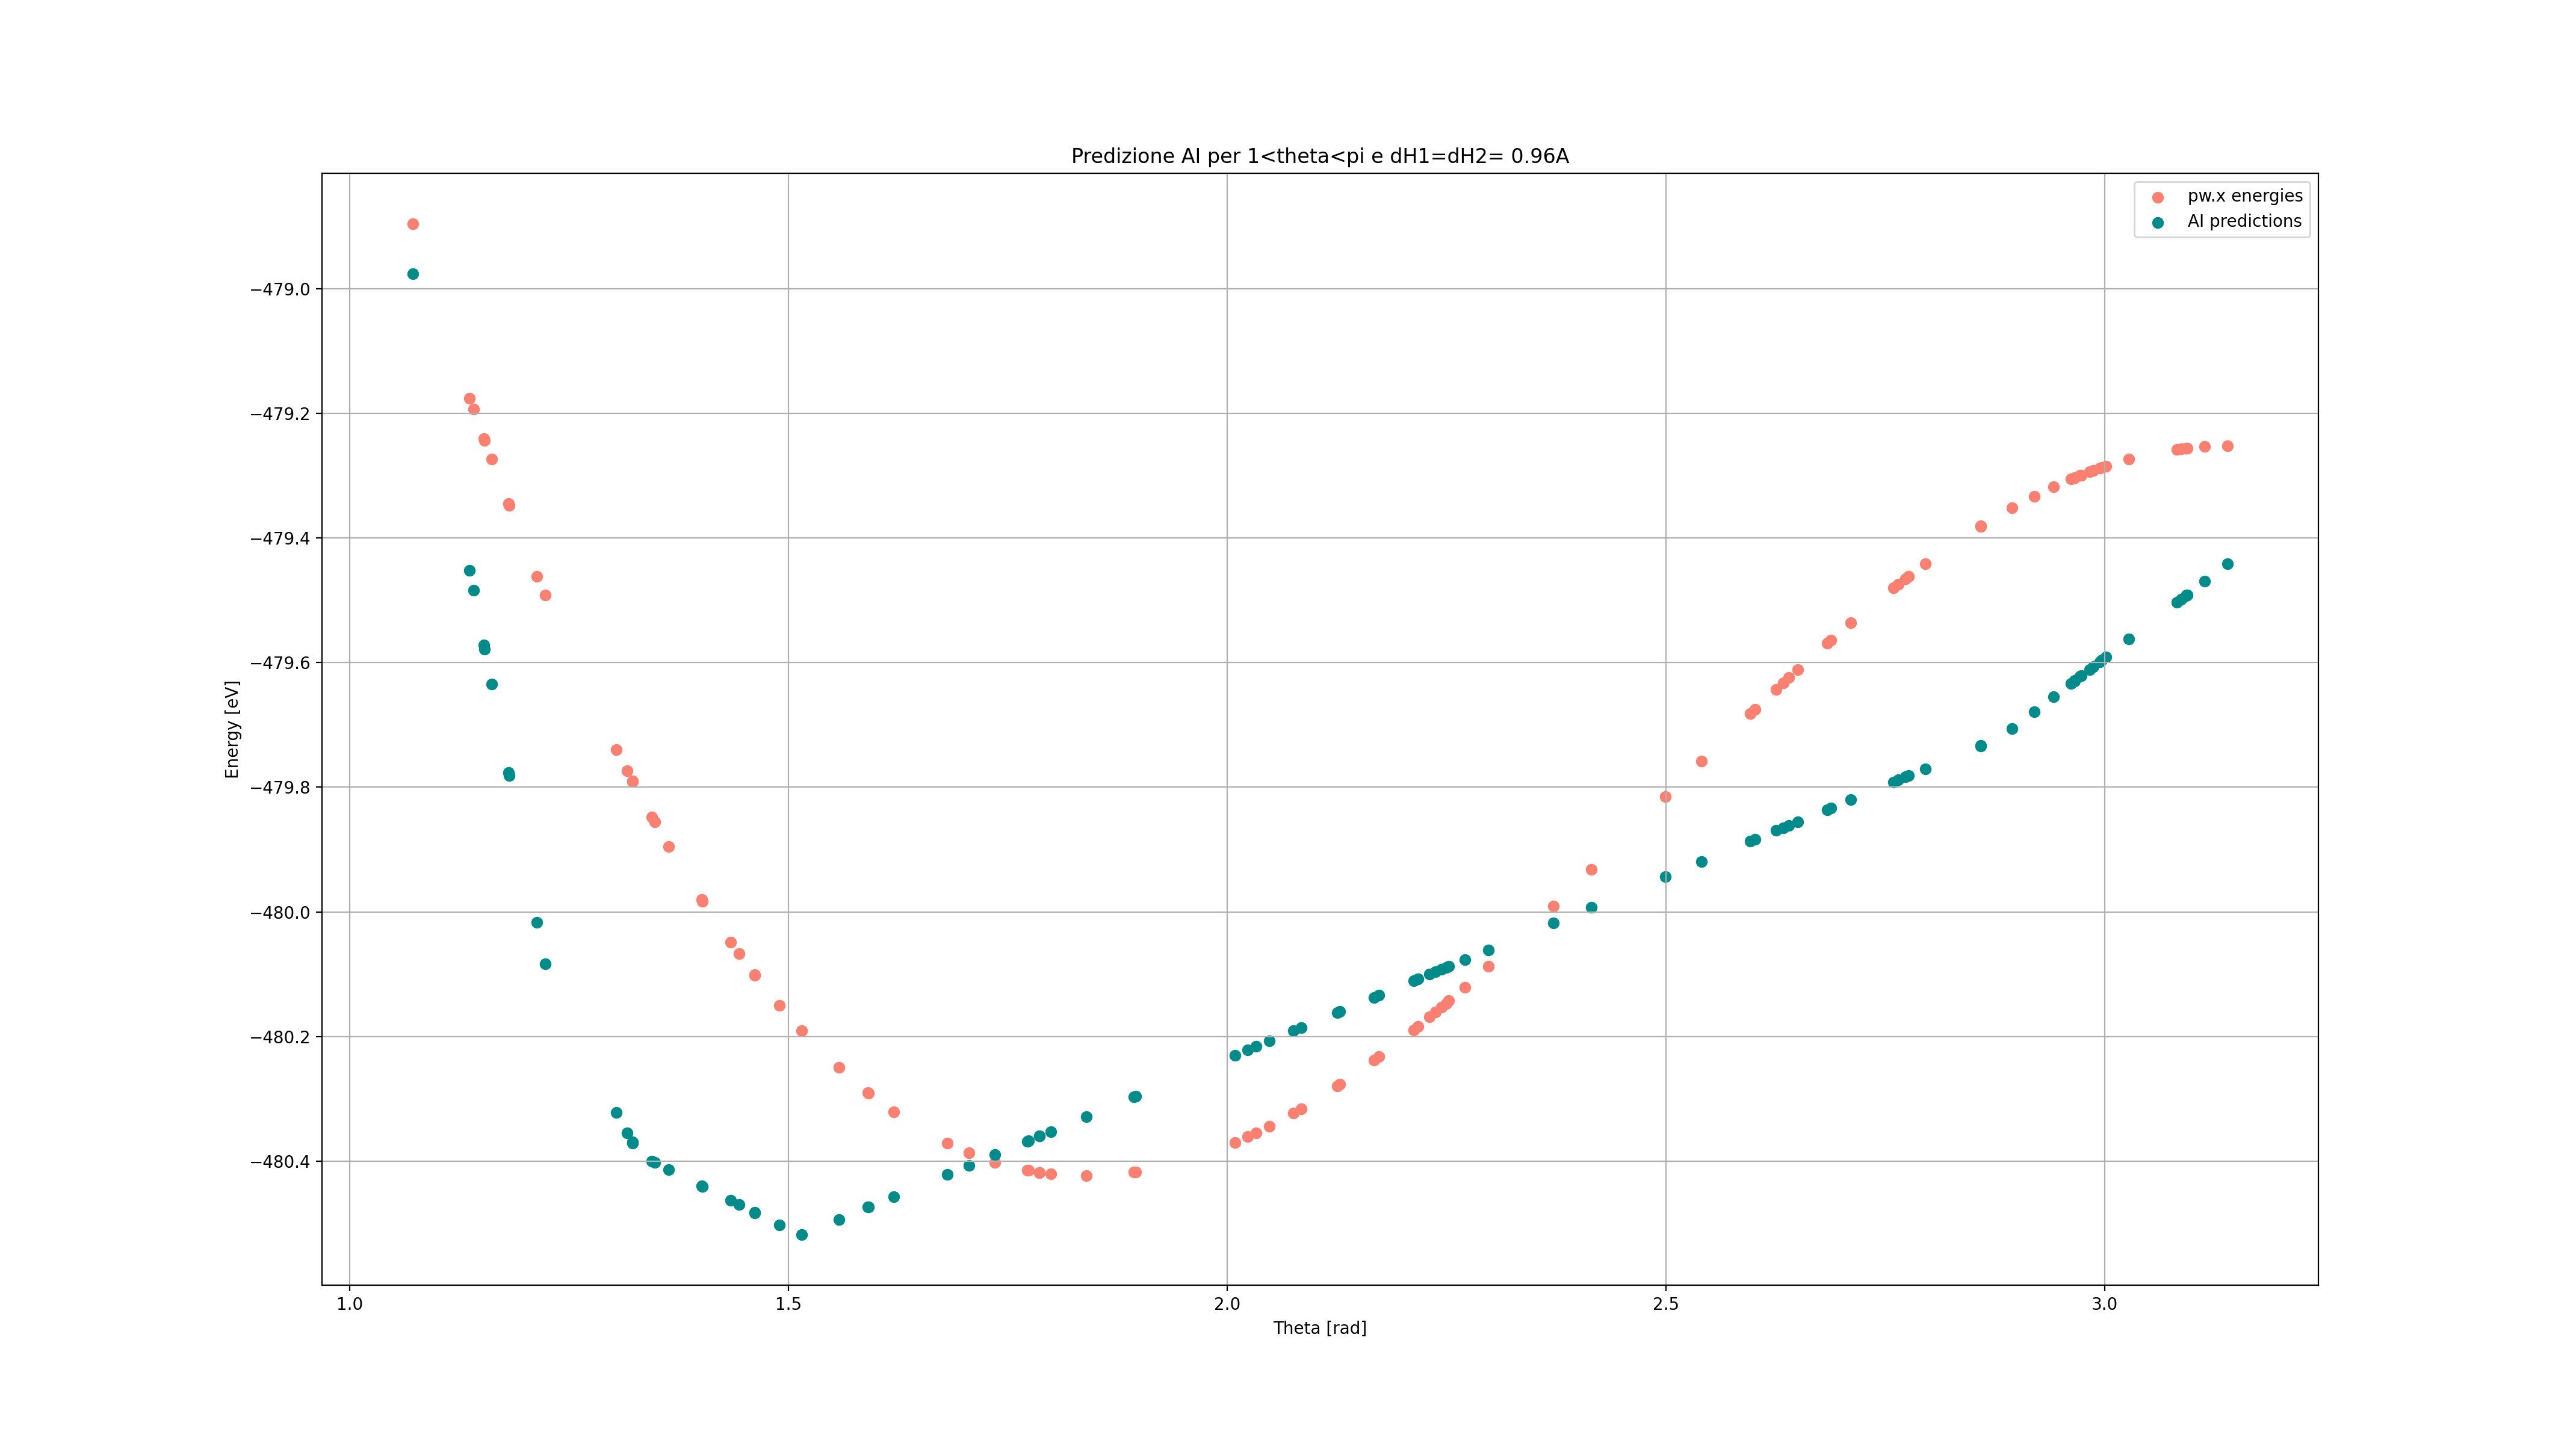 Predizione AI per 1<theta<pi e dH1=dH2= 0.96A
pw.x energies
AI predictions
−479.0
−479.2
−479.4
−479.6
−479.8
−480.0
−480.2
−480.4
Energy [eV]
1.0 1.5 2.0 2.5 3.0
Theta [rad]